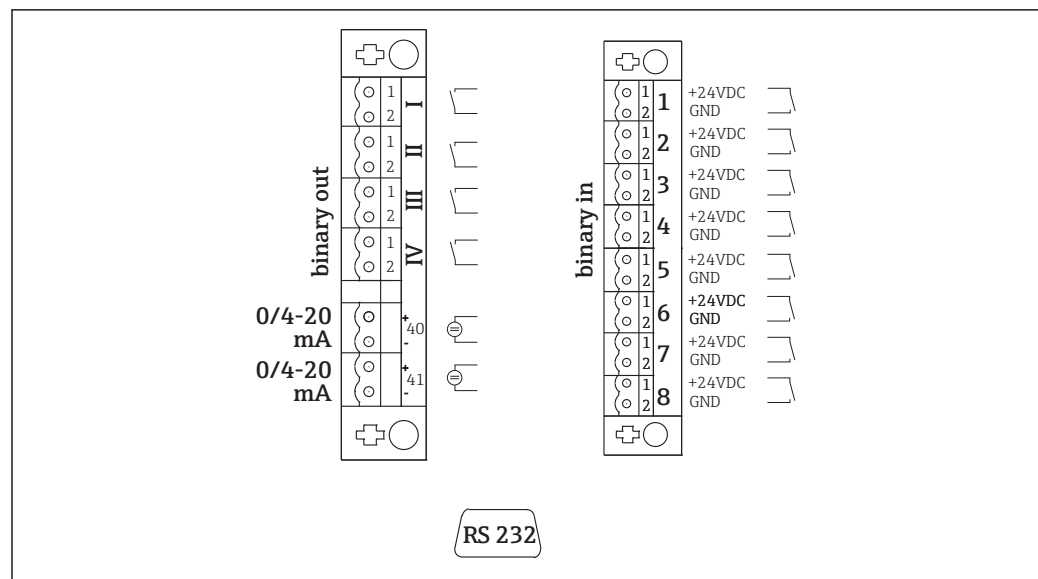 binary out
1
2
I
1
2
II
1
2
III
1
2
IV
0/4-20
mA
+
40
-
0/4-20
mA
+
41
-
binary in
1
2
1
+24VDC
GND
1
2
2
+24VDC
GND
1
2
3
+24VDC
GND
1
2
4
+24VDC
GND
1
2
5
+24VDC
GND
1
2
6
+24VDC
GND
1
2
7
+24VDC
GND
1
2
8
+24VDC
GND
RS 232